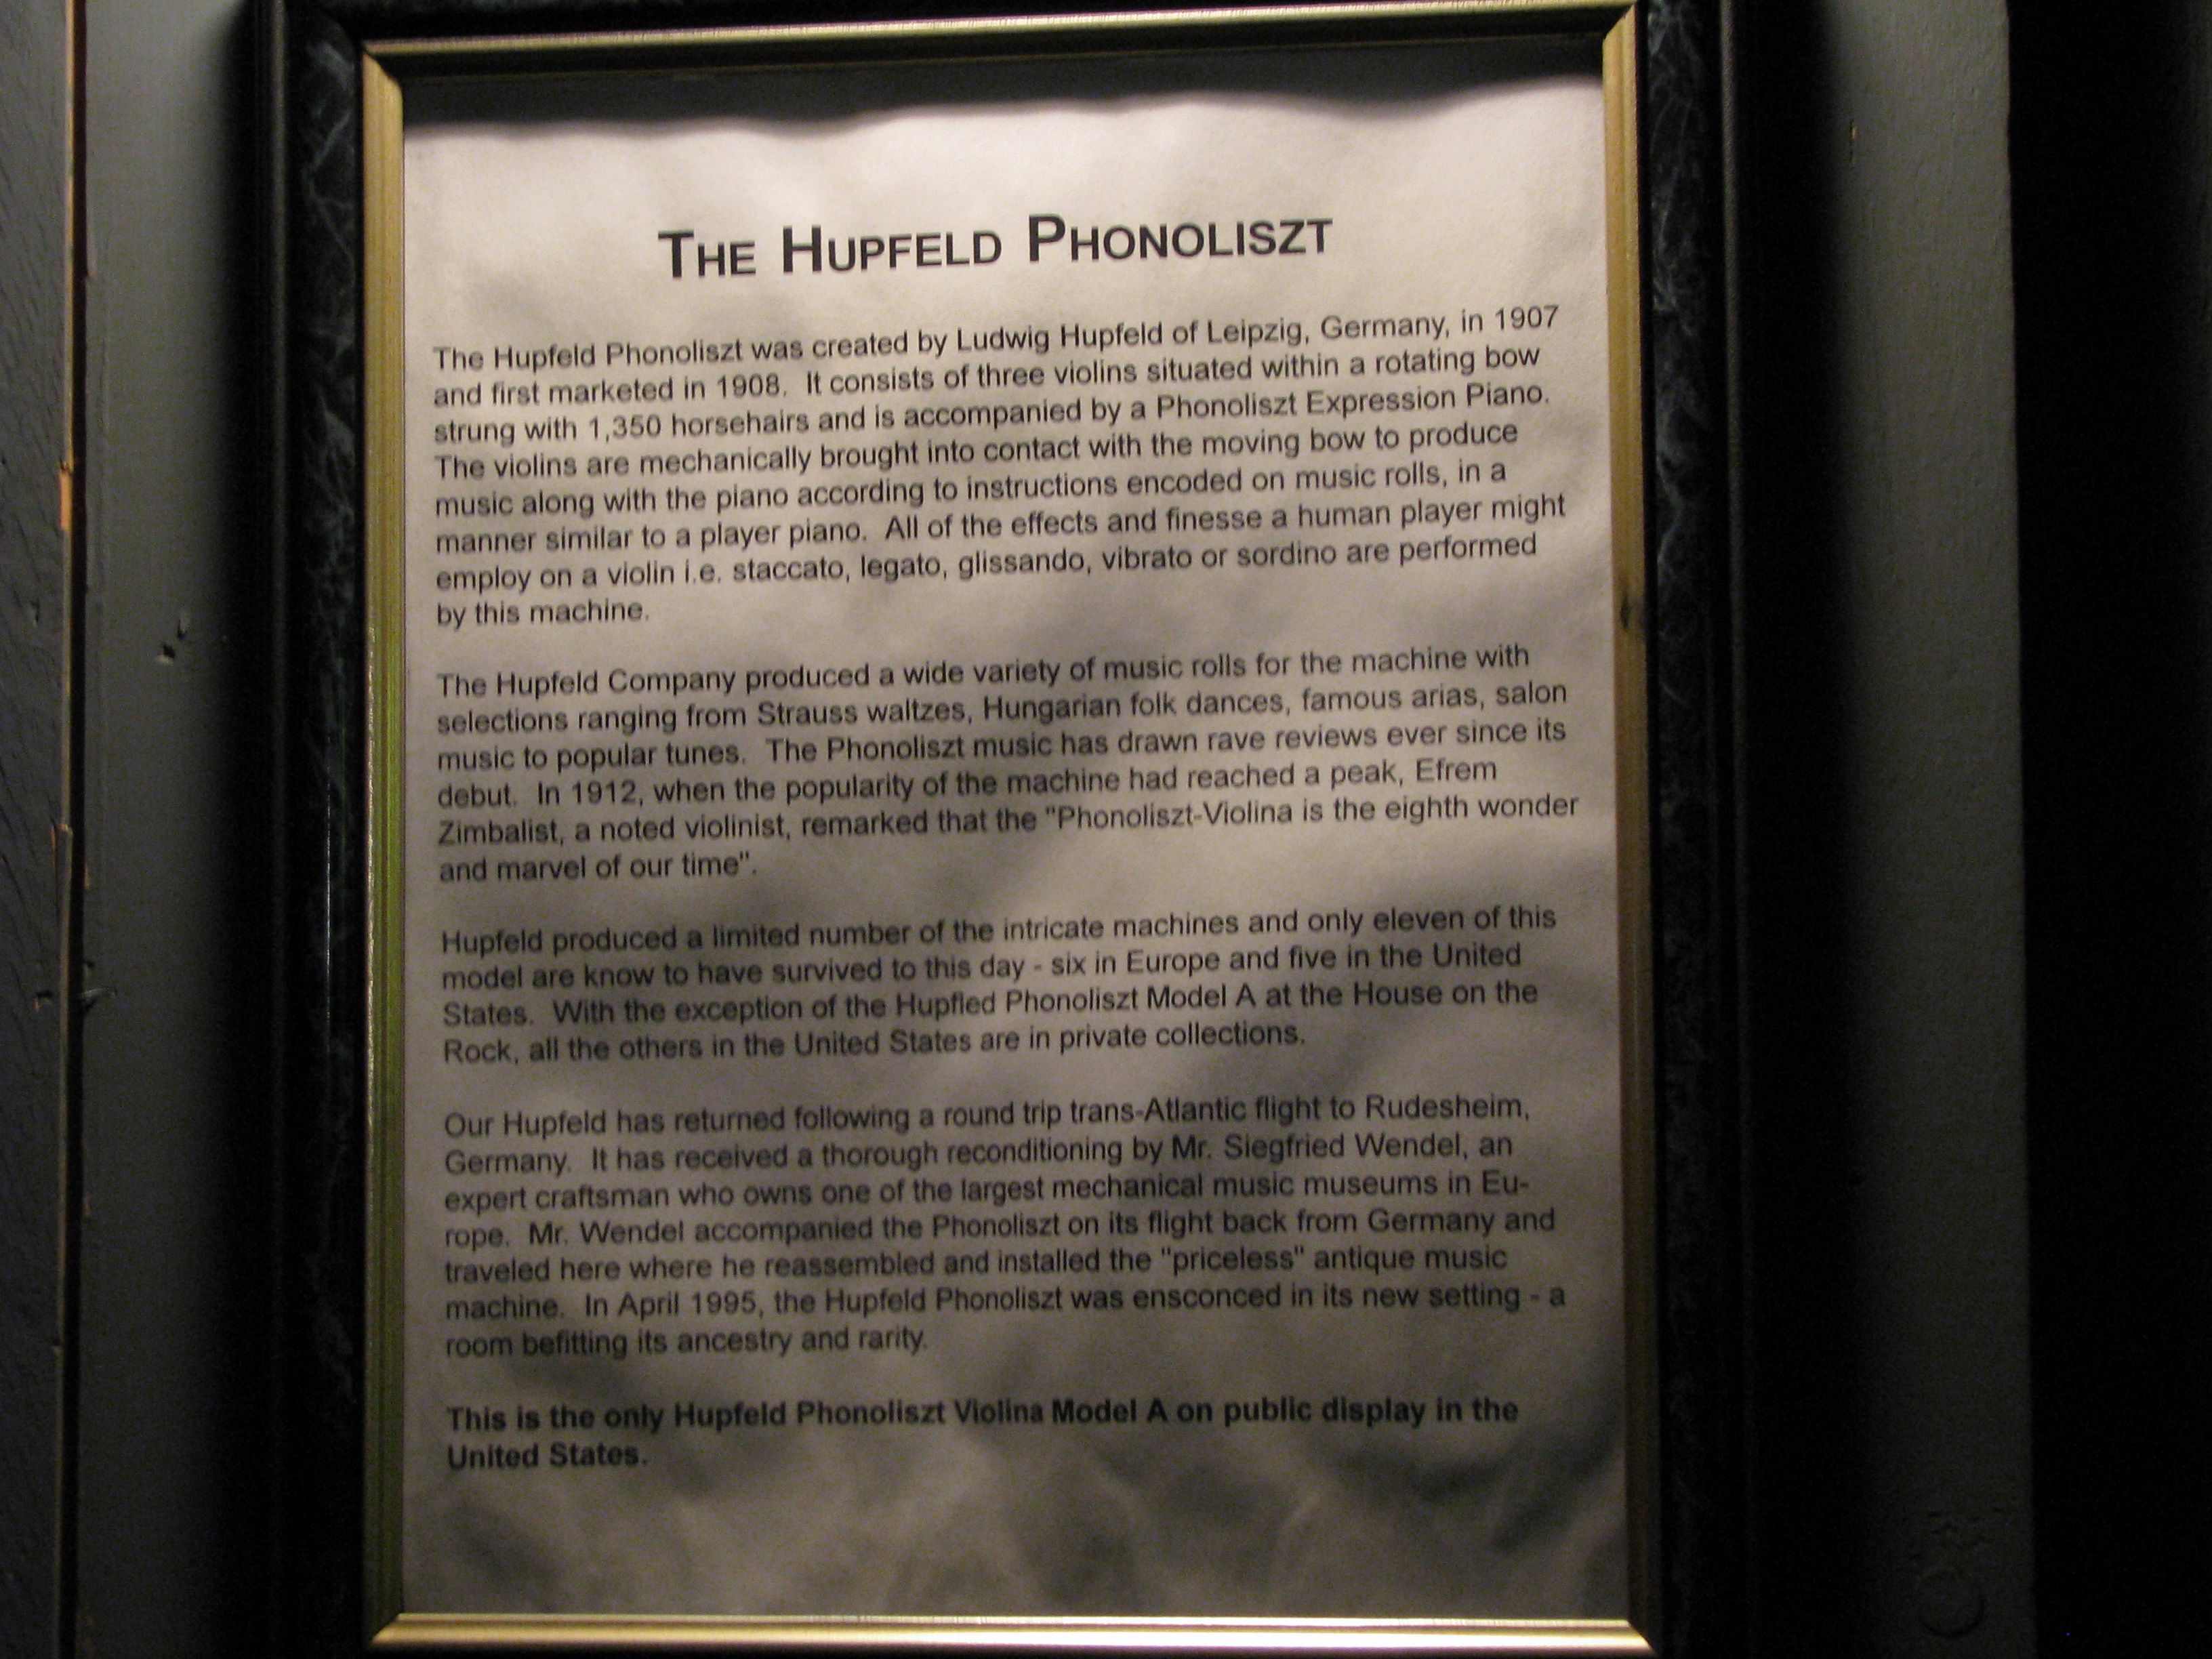 THE HUPFELD PHONOLISZT
The Hupfeld Phonoliszt was created by Ludwig Hupfeld of Leipzig, Germany, in 1907
and first marketed in 1908. It consists of three violins situated within a rotating bow
strung with 1,350 horsehairs and is accompanied by a Phonoliszt Expression Piano.
The violins are mechanically brought into contact with the moving bow to produce
music along with the piano according to instructions encoded on music rolls, in a
manner similar to a player piano. All of the effects and finesse a human player might
employ on a violin i.e. staccato, legato, glissando, vibrato or sordino are performed
by this machine.
The Hupfeld Company produced a wide variety of music rolls for the machine with
selections ranging from Strauss waltzes, Hungarian folk dances, famous arias, salon
music to popular tunes. The Phonoliszt music has drawn rave reviews ever since its
debut. In 1912, when the popularity of the machine had reached a peak, Efrem
Zimbalist, a noted violinist, remarked that the "Phonoliszt-Violina is the eighth wonder
and marvel of our time".
Hupfeld produced a limited number of the intricate machines and only eleven of this
model are know to have survived to this day - six in Europe and five in the United
States. With the exception of the Hupfled Phonoliszt Model A at the House on the
Rock, all the others in the United States are in private collections.
Our Hupfeld has returned following a round trip trans-Atlantic flight to Rudesheim,
Germany. It has received a thorough reconditioning by Mr. Siegfried Wendel, an
expert craftsman who owns one of the largest mechanical music museums in Eu-
rope. Mr. Wendel accompanied the Phonoliszt on its flight back from Germany and
traveled here where he reassembled and installed the "priceless" antique music
machine. In April 1995, the Hupfeld Phonoliszt was ensconced in its new setting - a
room befitting its ancestry and rarity.
This is the only Hupfeld Phonoliszt Violina Model A on public display in the
United States.